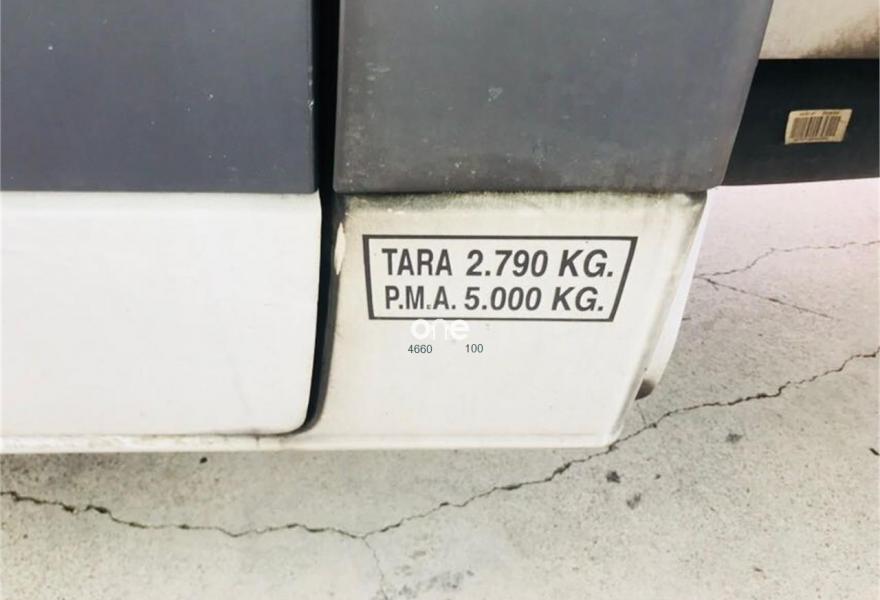 TARA 2.790 KG.
P.M.A. 5.000 KG.
one
4660 100